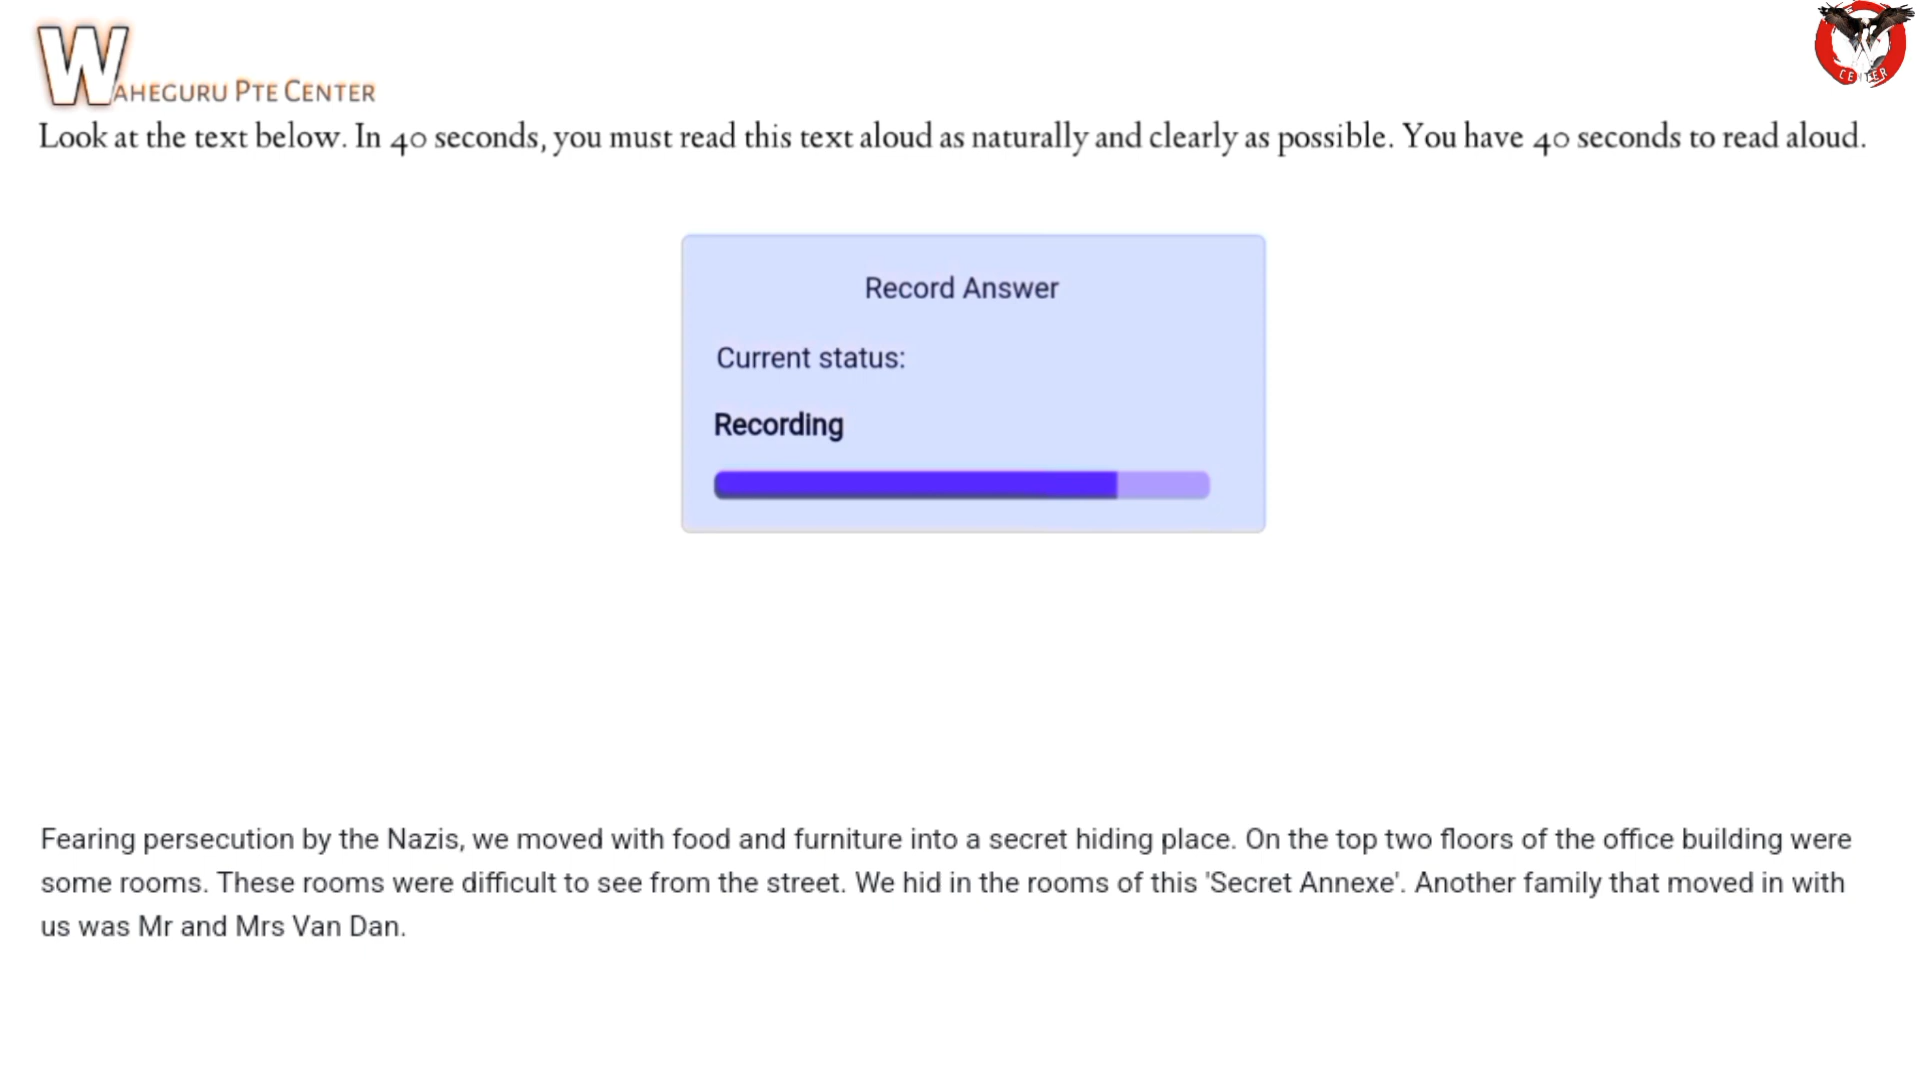 WAHEGURU PTE CENTER
CENTER
Look at the text below. In 40 seconds, you must read this text aloud as naturally and clearly as possible. You have 40 seconds to read aloud.
Record Answer
Current status:
Recording
Fearing persecution by the Nazis, we moved with food and furniture into a secret hiding place. On the top two floors of the office building were
some rooms. These rooms were difficult to see from the street. We hid in the rooms of this 'Secret Annexe'. Another family that moved in with
us was Mr and Mrs Van Dan.